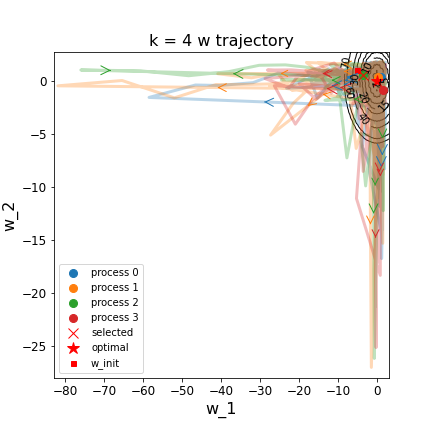 k = 4 w trajectory
w_2
0
−5
−10
−15
−20
−25
70
process 0
process 1
process 2
process 3
selected
optimal
w_init
−80 −70 −60 −50 −40 −30 −20 −10 0
w_1